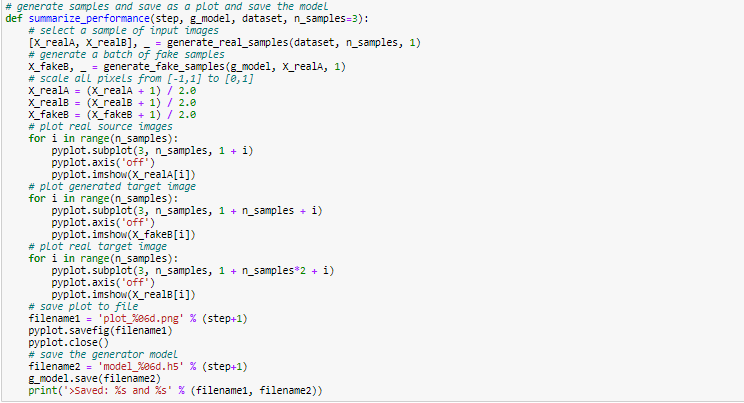 # generate samples and save as a plot and save the model
def summarize_performance(step, g_model, dataset, n_samples=3):
    # select a sample of input images
    [X_realA, X_realB], _ = generate_real_samples(dataset, n_samples, 1)
    # generate a batch of fake samples
    X_fakeB, _ = generate_fake_samples(g_model, X_realA, 1)
    # scale all pixels from [-1,1] to [0,1]
    X_realA = (X_realA + 1) / 2.0
    X_realB = (X_realB + 1) / 2.0
    X_fakeB = (X_fakeB + 1) / 2.0
    # plot real source images
    for i in range(n_samples):
        pyplot.subplot(3, n_samples, 1 + i)
        pyplot.axis('off')
        pyplot.imshow(X_realA[i])
    # plot generated target image
    for i in range(n_samples):
        pyplot.subplot(3, n_samples, 1 + n_samples + i)
        pyplot.axis('off')
        pyplot.imshow(X_fakeB[i])
    # plot real target image
    for i in range(n_samples):
        pyplot.subplot(3, n_samples, 1 + n_samples*2 + i)
        pyplot.axis('off')
        pyplot.imshow(X_realB[i])
    # save plot to file
    filename1 = 'plot_%06d.png' % (step+1)
    pyplot.savefig(filename1)
    pyplot.close()
    # save the generator model
    filename2 = 'model_%06d.h5' % (step+1)
    g_model.save(filename2)
    print('>Saved: %s and %s' % (filename1, filename2))